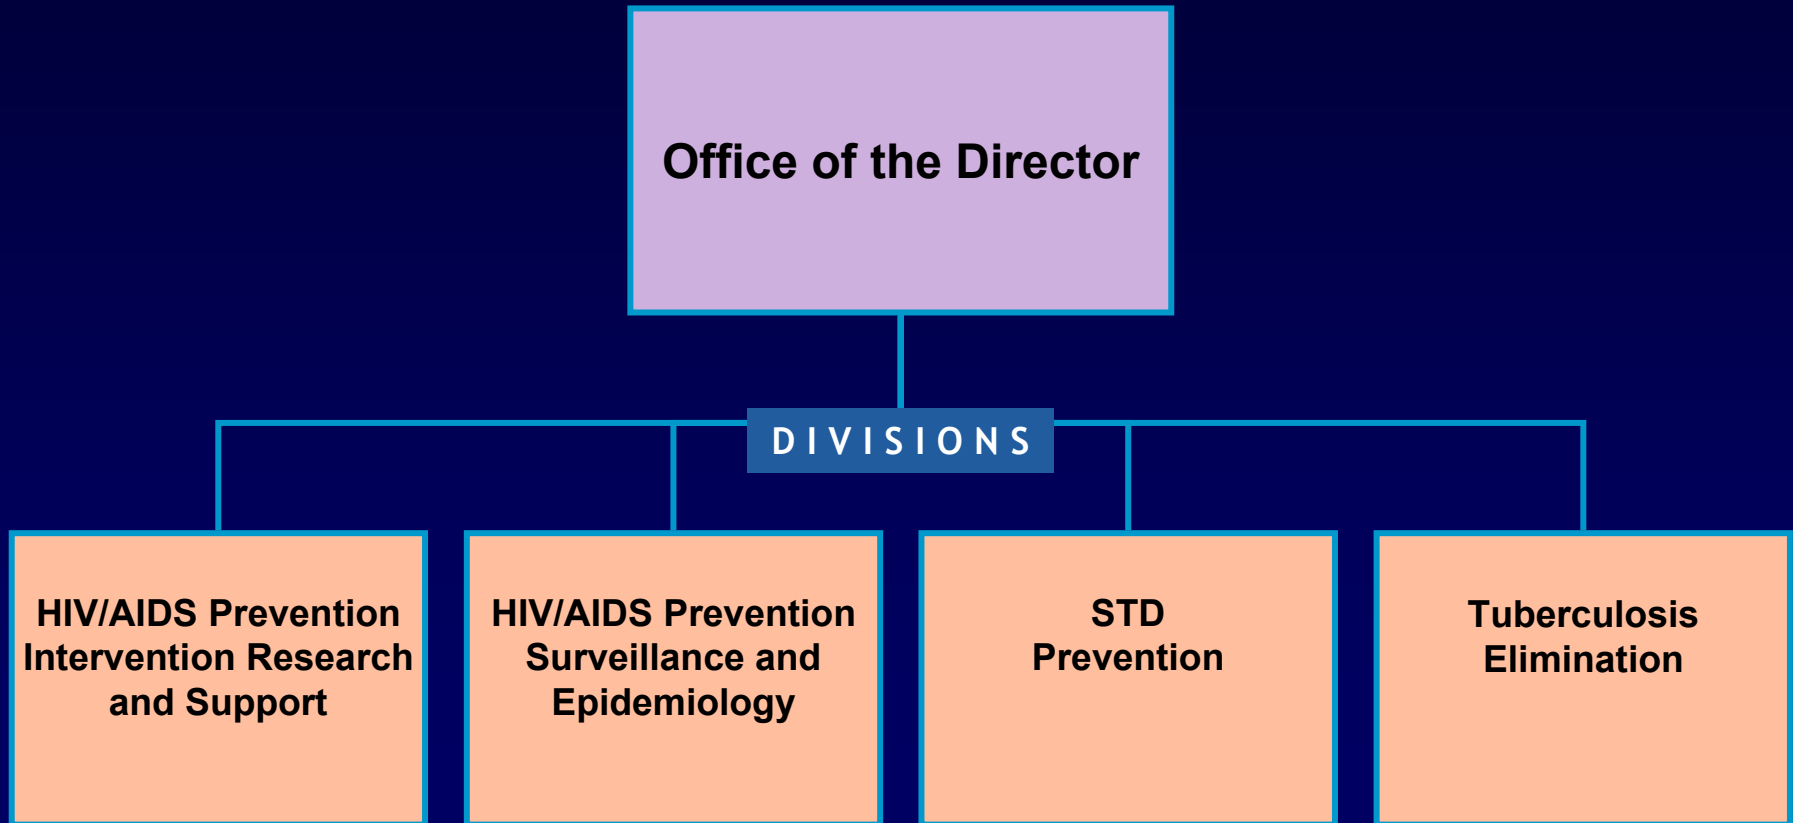 Office of the Director
DIVISIONS
HIV/AIDS Prevention
Intervention Research
and Support
HIV/AIDS Prevention
Surveillance and
Epidemiology
STD
Prevention
Tuberculosis
Elimination